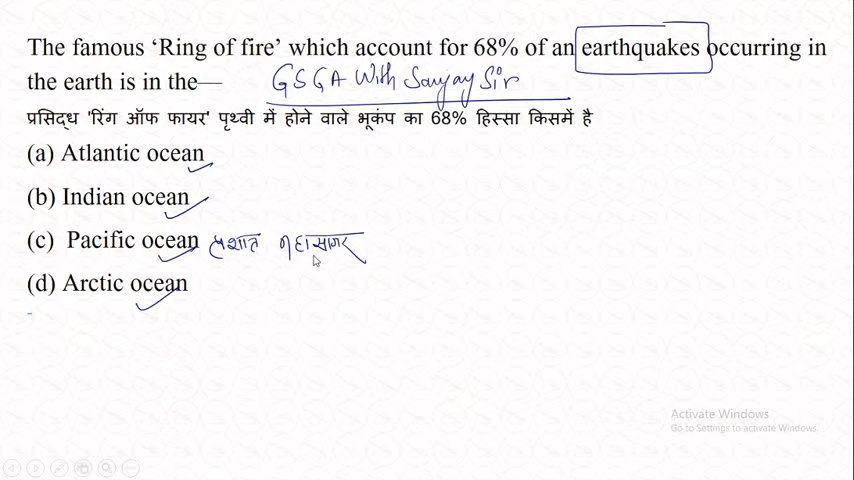 The famous ‘Ring of fire’ which account for 68% of an earthquakes occurring in
the earth is in the—
GSGA With Sanjay Sir
प्रसिद्ध 'रिंग ऑफ फायर' पृथ्वी में होने वाले भूकंप का 68% हिस्सा किसमें है
(a) Atlantic ocean
(b) Indian ocean
(c) Pacific ocean प्रशांत महासागर
(d) Arctic ocean
Activate Windows
Go to Settings to activate Windows.